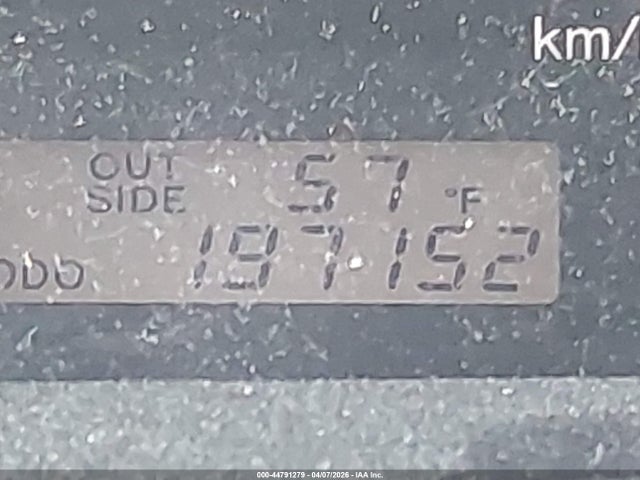 km/
OUT
SIDE 57 °F
ODO 197152
000-44791279 - 04/07/2026 - IAA Inc.